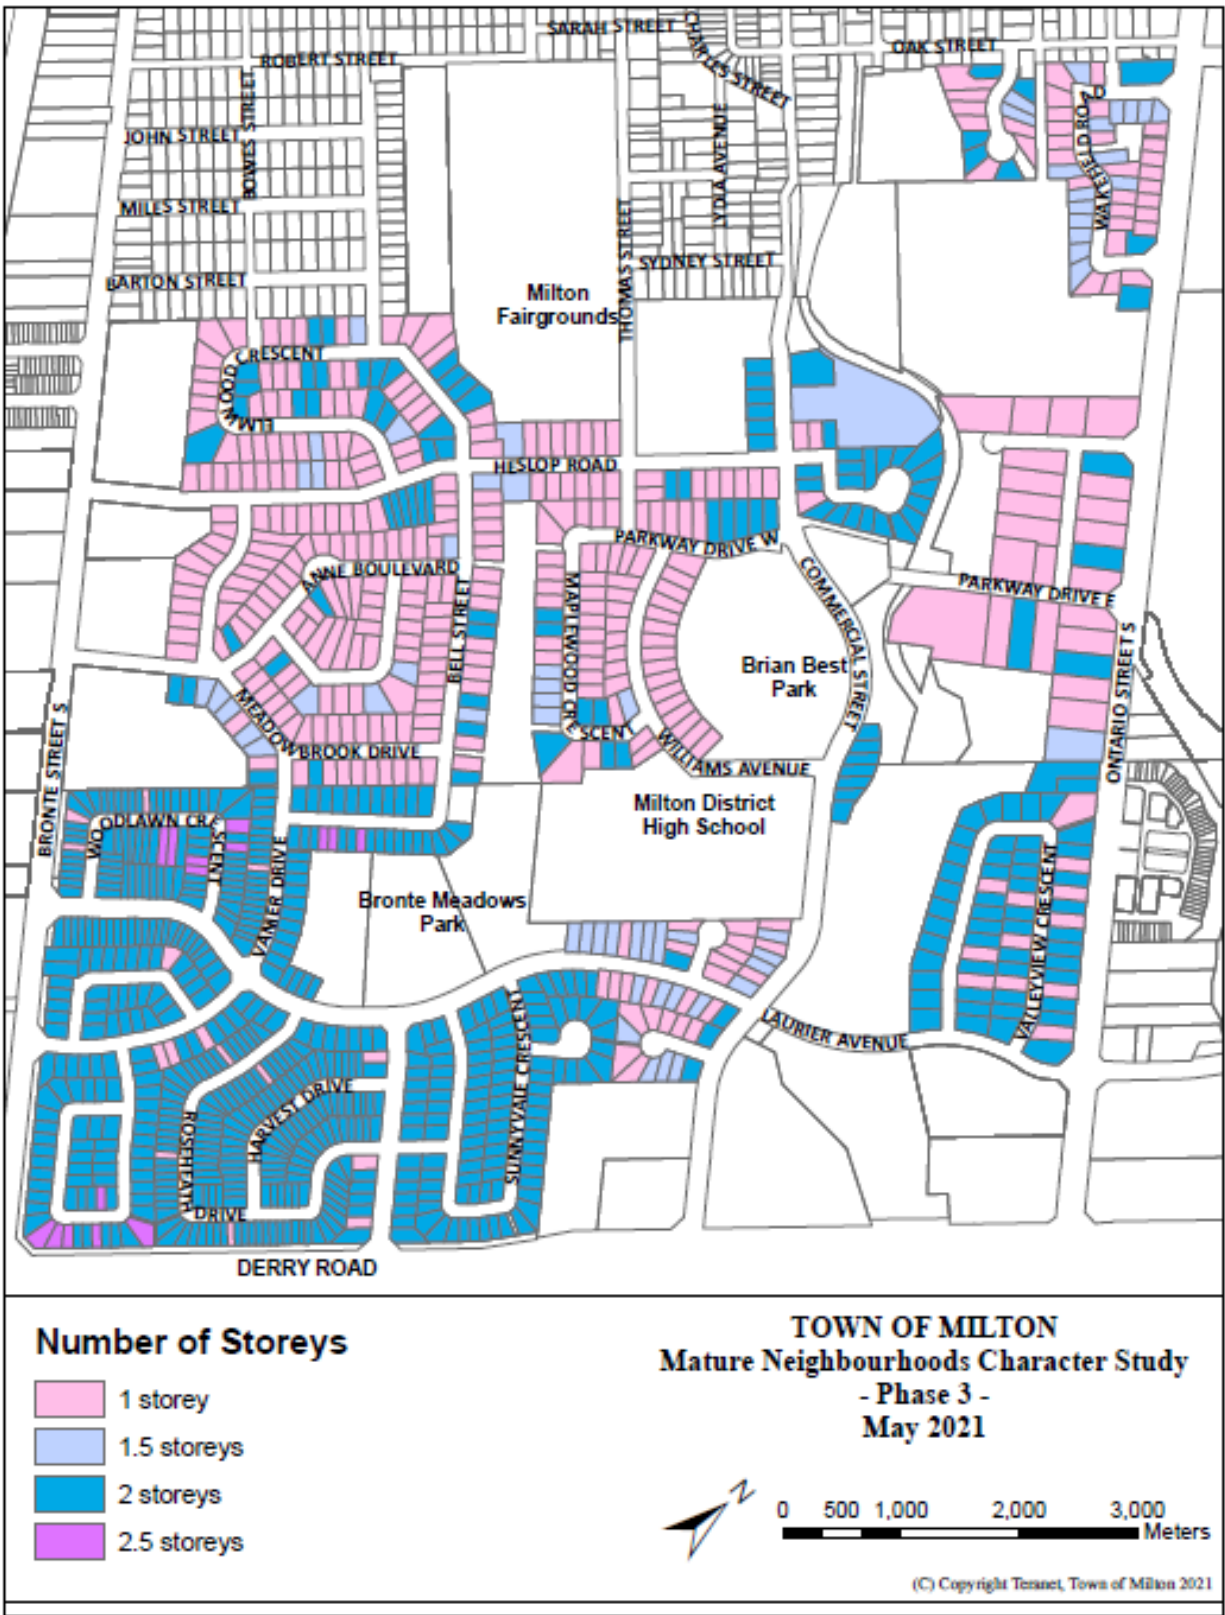 SARAH STREET
CHARLES STREET
OAK STREET
ROBERT STREET
BOWES STREET
JOHN STREET
LYDIA AVENUE
WAKEFIELD ROAD
MILES STREET
THOMAS STREET
SYDNEY STREET
BARTON STREET
Milton
Fairgrounds
ELMWOOD CRESCENT
HESLOP ROAD
PARKWAY DRIVE W
ANNE BOULEVARD
BELL STREET
MAPLEWOOD CRESCENT
COMMERCIAL STREET
PARKWAY DRIVE E
ONTARIO STREET S
Brian Best
Park
MEADOWBROOK DRIVE
WILLIAMS AVENUE
BRONTE STREET S
Milton District
High School
WOODLAWN CRESCENT
VANIER DRIVE
Bronte Meadows
Park
VALLEYVIEW CRESCENT
LAURIER AVENUE
SUNNYVALE CRESCENT
HARVEST DRIVE
ROSEHEATH DRIVE
DERRY ROAD
Number of Storeys
1 storey
1.5 storeys
2 storeys
2.5 storeys
TOWN OF MILTON
Mature Neighbourhoods Character Study
- Phase 3 -
May 2021
N
0 500 1,000 2,000 3,000
Meters
(C) Copyright Teranet, Town of Milton 2021